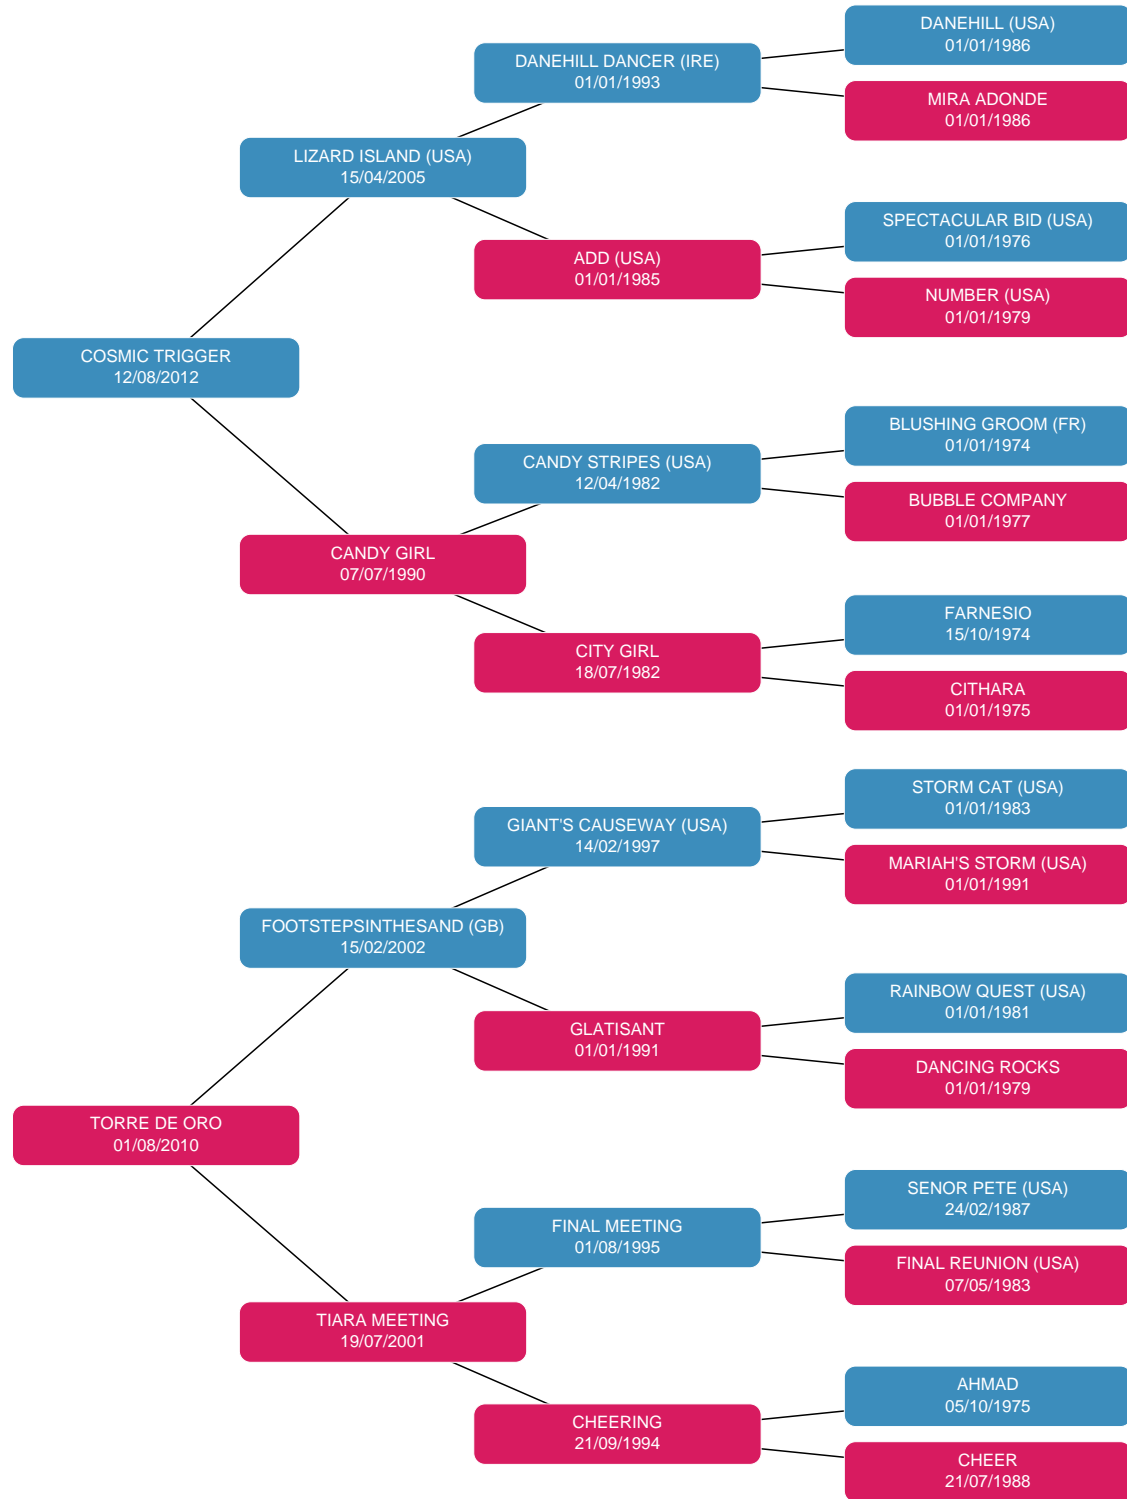 DANEHILL (USA)
01/01/1986
DANEHILL DANCER (IRE)
01/01/1993
MIRA ADONDE
01/01/1986
LIZARD ISLAND (USA)
15/04/2005
SPECTACULAR BID (USA)
01/01/1976
ADD (USA)
01/01/1985
NUMBER (USA)
01/01/1979
COSMIC TRIGGER
12/08/2012
BLUSHING GROOM (FR)
01/01/1974
CANDY STRIPES (USA)
12/04/1982
BUBBLE COMPANY
01/01/1977
CANDY GIRL
07/07/1990
FARNESIO
15/10/1974
CITY GIRL
18/07/1982
CITHARA
01/01/1975
STORM CAT (USA)
01/01/1983
GIANT'S CAUSEWAY (USA)
14/02/1997
MARIAH'S STORM (USA)
01/01/1991
FOOTSTEPSINTHESAND (GB)
15/02/2002
RAINBOW QUEST (USA)
01/01/1981
GLATISANT
01/01/1991
DANCING ROCKS
01/01/1979
TORRE DE ORO
01/08/2010
SENOR PETE (USA)
24/02/1987
FINAL MEETING
01/08/1995
FINAL REUNION (USA)
07/05/1983
TIARA MEETING
19/07/2001
AHMAD
05/10/1975
CHEERING
21/09/1994
CHEER
21/07/1988